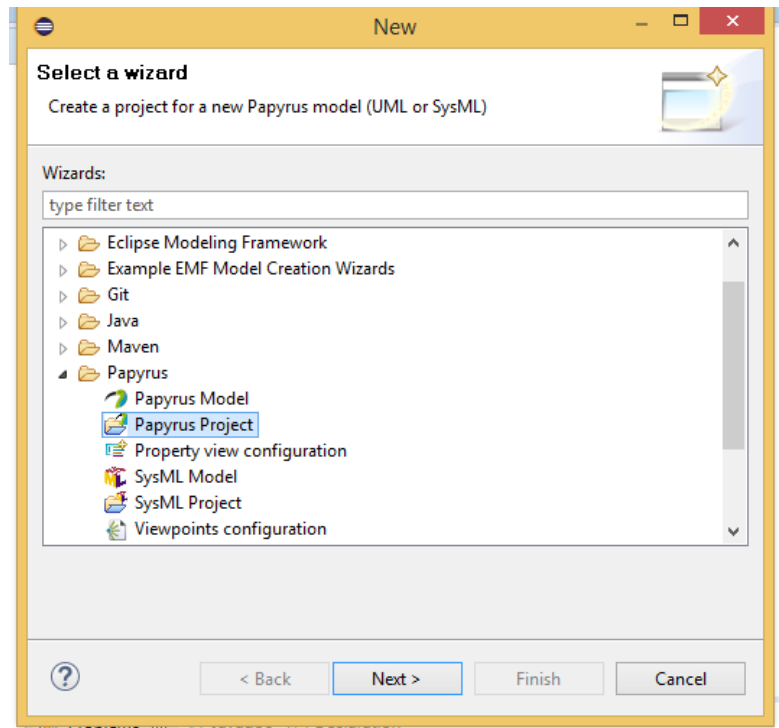 New
Select a wizard
Create a project for a new Papyrus model (UML or SysML)
Wizards:
type filter text
Eclipse Modeling Framework
Example EMF Model Creation Wizards
Git
Java
Maven
Papyrus
Papyrus Model
Papyrus Project
Property view configuration
SysML Model
SysML Project
Viewpoints configuration
< Back Next > Finish Cancel